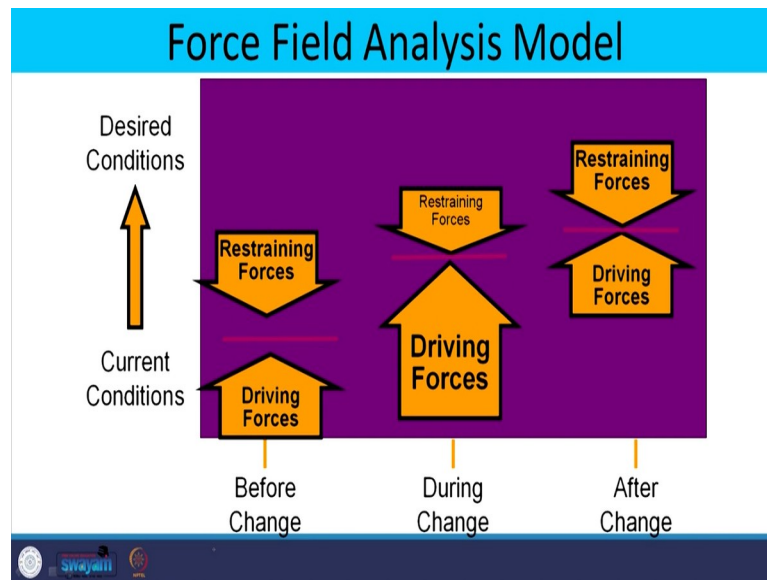 Force Field Analysis Model
Desired
Conditions
Current
Conditions
Restraining
Forces
Driving
Forces
Restraining
Forces
Driving
Forces
Restraining
Forces
Driving
Forces
Before
Change
During
Change
After
Change
swayam
NPTEL